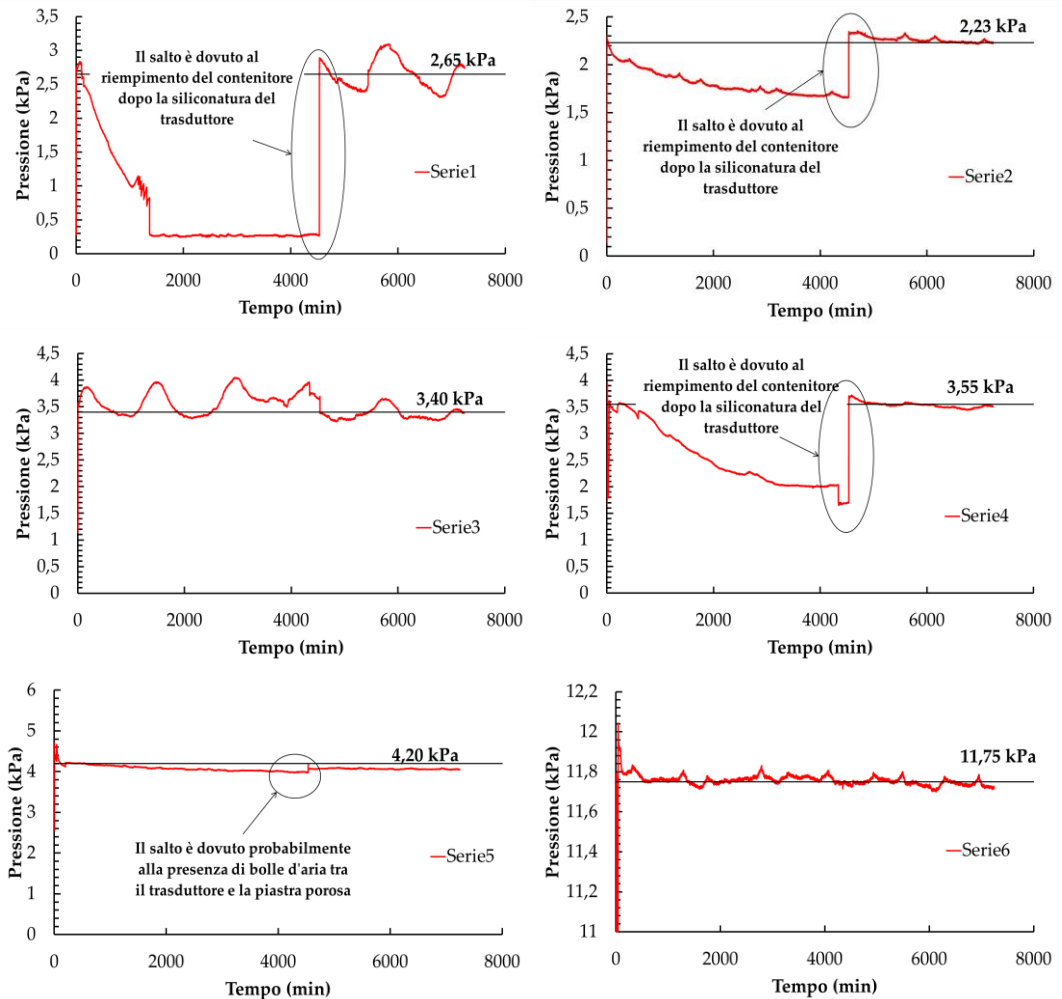 3,5
3
2,5
2
1,5
1
0,5
0
Pressione (kPa)
Il salto è dovuto al
riempimento del contenitore
dopo la siliconatura del
trasduttore
2,65 kPa
Serie1
0 2000 4000 6000 8000
Tempo (min)
2,5
2
1,5
1
0,5
0
Pressione (kPa)
2,23 kPa
Il salto è dovuto al
riempimento del contenitore
dopo la siliconatura del
trasduttore
Serie2
0 2000 4000 6000 8000
Tempo (min)
4,5
4
3,5
3
2,5
2
1,5
1
0,5
0
Pressione (kPa)
3,40 kPa
Serie3
0 2000 4000 6000 8000
Tempo (min)
4,5
4
3,5
3
2,5
2
1,5
1
0,5
0
Pressione (kPa)
Il salto è dovuto al
riempimento del contenitore
dopo la siliconatura del
trasduttore
3,55 kPa
Serie4
0 2000 4000 6000 8000
Tempo (min)
6
5
4
3
2
1
0
Pressione (kPa)
4,20 kPa
Il salto è dovuto probabilmente
alla presenza di bolle d'aria tra
il trasduttore e la piastra porosa
Serie5
0 2000 4000 6000 8000
Tempo (min)
12,2
12
11,8
11,6
11,4
11,2
11
Pressione (kPa)
11,75 kPa
Serie6
0 2000 4000 6000 8000
Tempo (min)